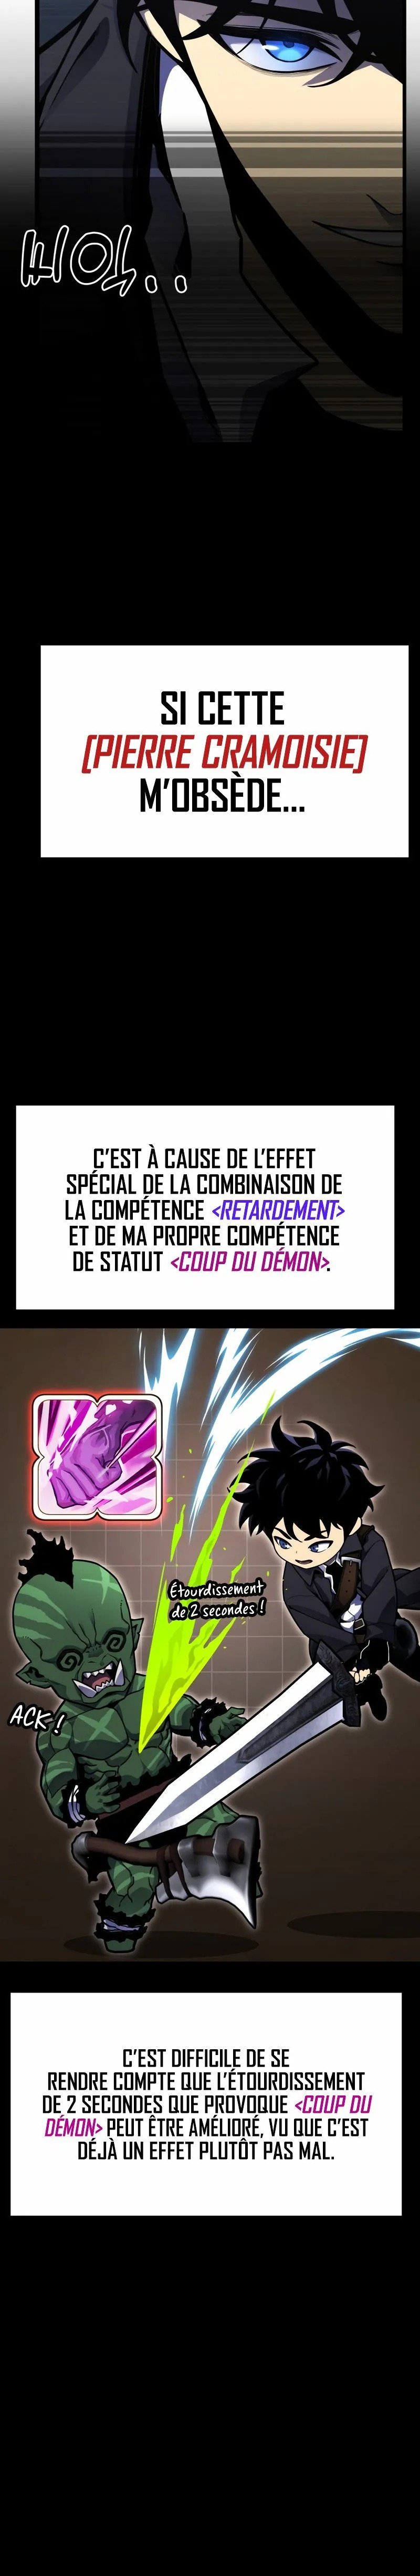 씨익..
SI CETTE
[PIERRE CRAMOISIE]
M'OBSÈDE...
C'EST À CAUSE DE L'EFFET
SPÉCIAL DE LA COMBINAISON DE
LA COMPÉTENCE <RETARDEMENT>
ET DE MA PROPRE COMPÉTENCE
DE STATUT <COUP DU DÉMON>.
Étourdissement
de 2 secondes !
ACK !
C'EST DIFFICILE DE SE
RENDRE COMPTE QUE L'ÉTOURDISSEMENT
DE 2 SECONDES QUE PROVOQUE <COUP DU
DÉMON> PEUT ÊTRE AMÉLIORÉ, VU QUE C'EST
DÉJÀ UN EFFET PLUTÔT PAS MAL.